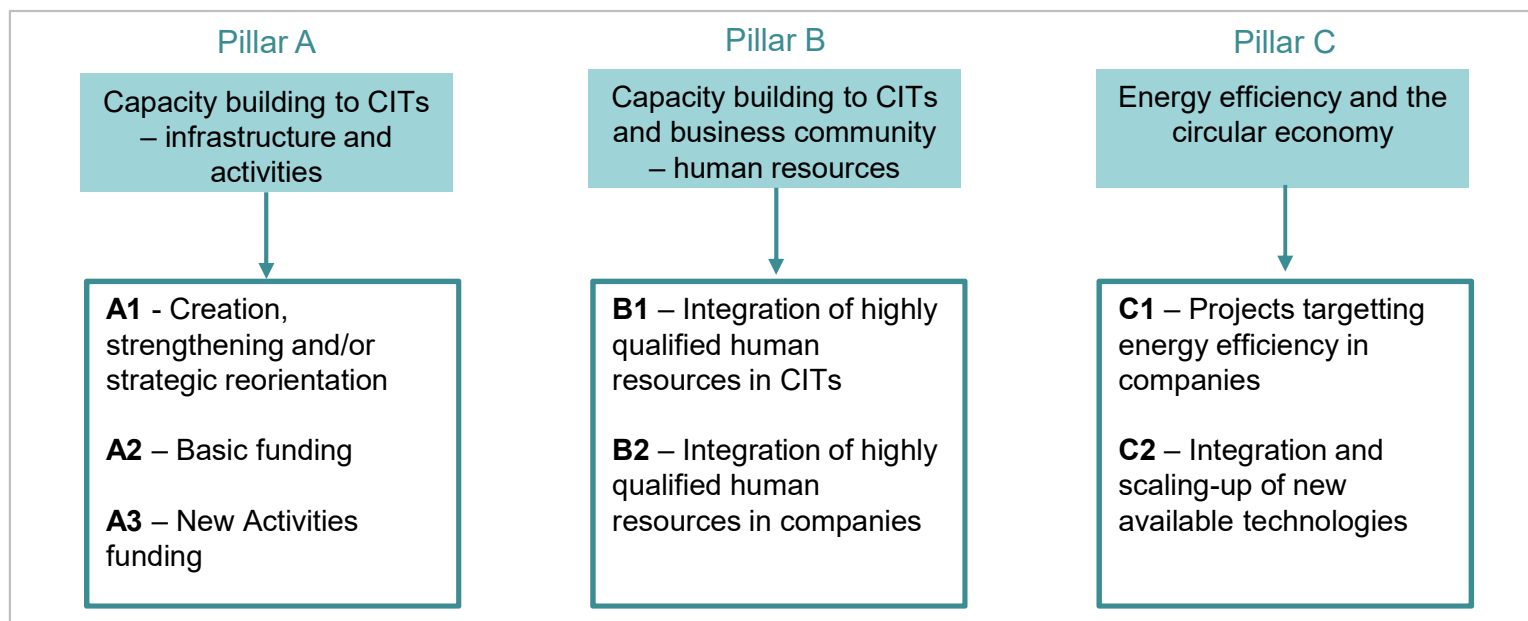 Pillar A
Capacity building to CITs
– infrastructure and
activities
A1 - Creation,
strengthening and/or
strategic reorientation
A2 – Basic funding
A3 – New Activities
funding
Pillar B
Capacity building to CITs
and business community
– human resources
B1 – Integration of highly
qualified human
resources in CITs
B2 – Integration of highly
qualified human
resources in companies
Pillar C
Energy efficiency and the
circular economy
C1 – Projects targetting
energy efficiency in
companies
C2 – Integration and
scaling-up of new
available technologies